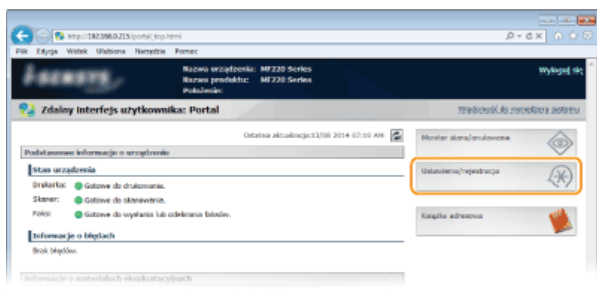 http://192.168.0.215/portal_top.html
Plik Edycja Widok Ulubione Narzędzia Pomoc
Nazwa urządzenia: MF220 Series
Nazwa produktu: MF220 Series
Położenie:
Wyloguj się
Zdalny interfejs użytkownika: Portal
Wiadomość do menedżera systemu
Ostatnia aktualizacja:13/08 2014 07:10 AM
Podstawowe informacje o urządzeniu
Stan urządzenia
Drukarka: Gotowe do drukowania.
Skaner: Gotowe do skanowania.
Faks: Gotowe do wysłania lub odebrania faksów.
Informacje o błędach
Brak błędów.
Informacje o materiałach eksploatacyjnych
Monitor stanu/anulowanie
Ustawienia/rejestracja
Książka adresowa